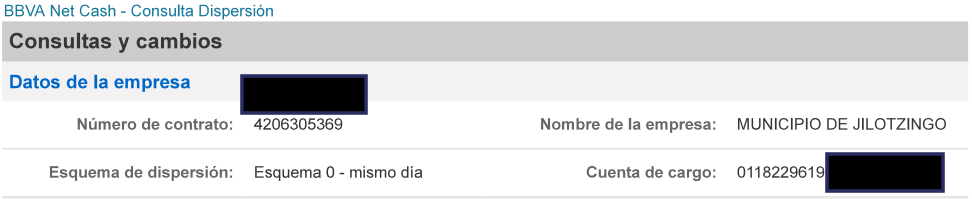 BBVA Net Cash - Consulta Dispersión
Consultas y cambios
Datos de la empresa
Número de contrato: 4206305369 Nombre de la empresa: MUNICIPIO DE JILOTZINGO
Esquema de dispersión: Esquema 0 - mismo día Cuenta de cargo: 0118229619